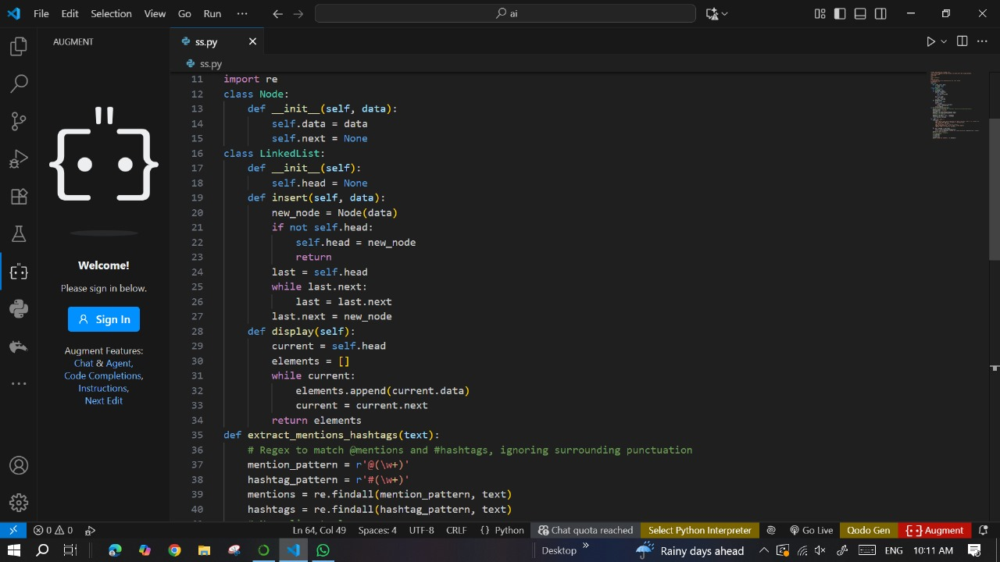 File Edit Selection View Go Run ··· ai
AUGMENT
ss.py
ss.py
11 import re
12 class Node:
13 def __init__(self, data):
14 self.data = data
15 self.next = None
16 class LinkedList:
17 def __init__(self):
18 self.head = None
19 def insert(self, data):
20 new_node = Node(data)
21 if not self.head:
22 self.head = new_node
23 return
24 last = self.head
25 while last.next:
26 last = last.next
27 last.next = new_node
28 def display(self):
29 current = self.head
30 elements = []
31 while current:
32 elements.append(current.data)
33 current = current.next
34 return elements
35 def extract_mentions_hashtags(text):
36 # Regex to match @mentions and #hashtags, ignoring surrounding punctuation
37 mention_pattern = r'@(\w+)'
38 hashtag_pattern = r'#(\w+)'
39 mentions = re.findall(mention_pattern, text)
40 hashtags = re.findall(hashtag_pattern, text)
Welcome!
Please sign in below.
Sign In
Augment Features:
Chat & Agent,
Code Completions,
Instructions,
Next Edit
0 0 Ln 64, Col 49 Spaces: 4 UTF-8 CRLF {} Python Chat quota reached Select Python Interpreter Go Live Qodo Gen Augment
Desktop » Rainy days ahead ENG 10:11 AM